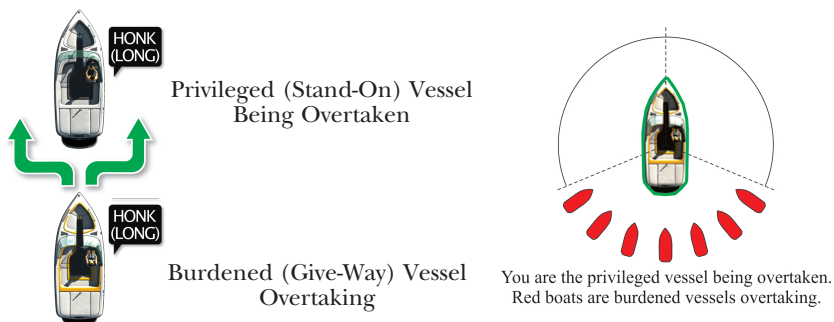 HONK
(LONG)
Privileged (Stand-On) Vessel
Being Overtaken
HONK
(LONG)
Burdened (Give-Way) Vessel
Overtaking
You are the privileged vessel being overtaken.
Red boats are burdened vessels overtaking.